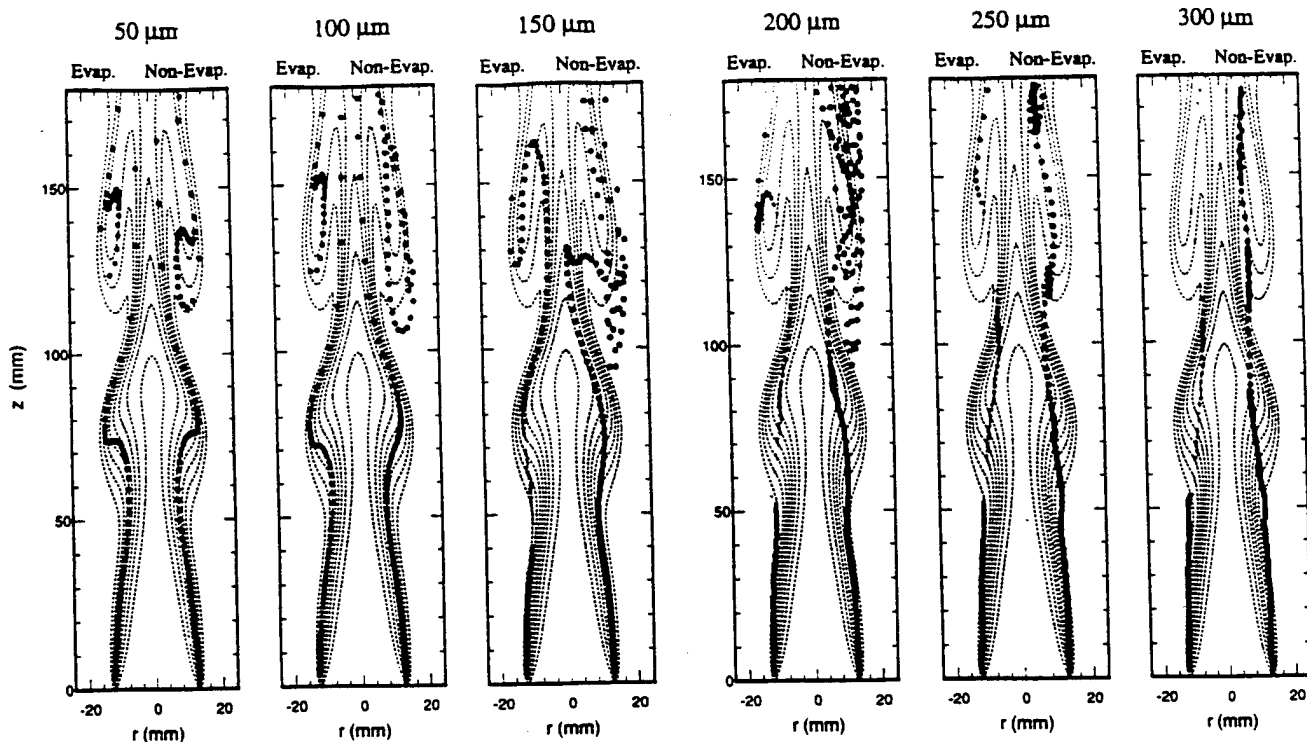 50 µm
100 µm
150 µm
200 µm
250 µm
300 µm
Evap. Non-Evap.
Evap. Non-Evap.
Evap. Non-Evap.
Evap. Non-Evap.
Evap. Non-Evap.
Evap. Non-Evap.
150
150
100
100
z (mm)
50
50
0
0
-20 0 20
-20 0 20
-20 0 20
-20 0 20
-20 0 20
-20 0 20
r (mm)
r (mm)
r (mm)
r (mm)
r (mm)
r (mm)